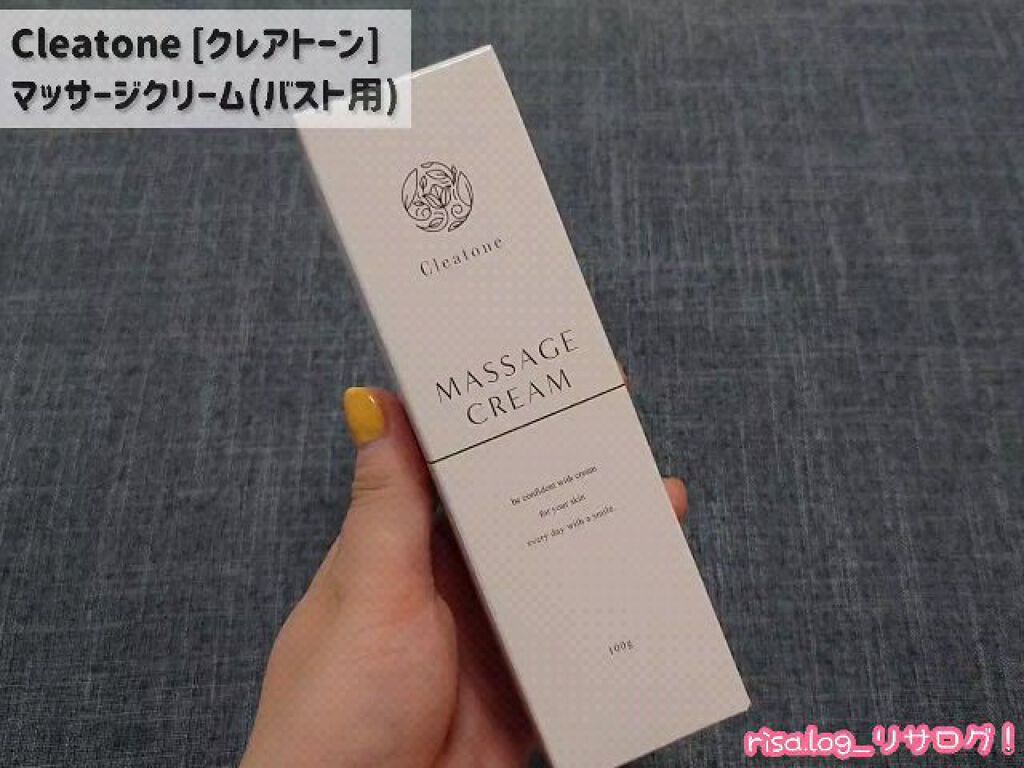 Cleatone [クレアトーン]
マッサージクリーム(バスト用)
Cleatone
MASSAGE
CREAM
be confident with cream
for your skin
every day with a smile.
100g
risa.log_リサログ！